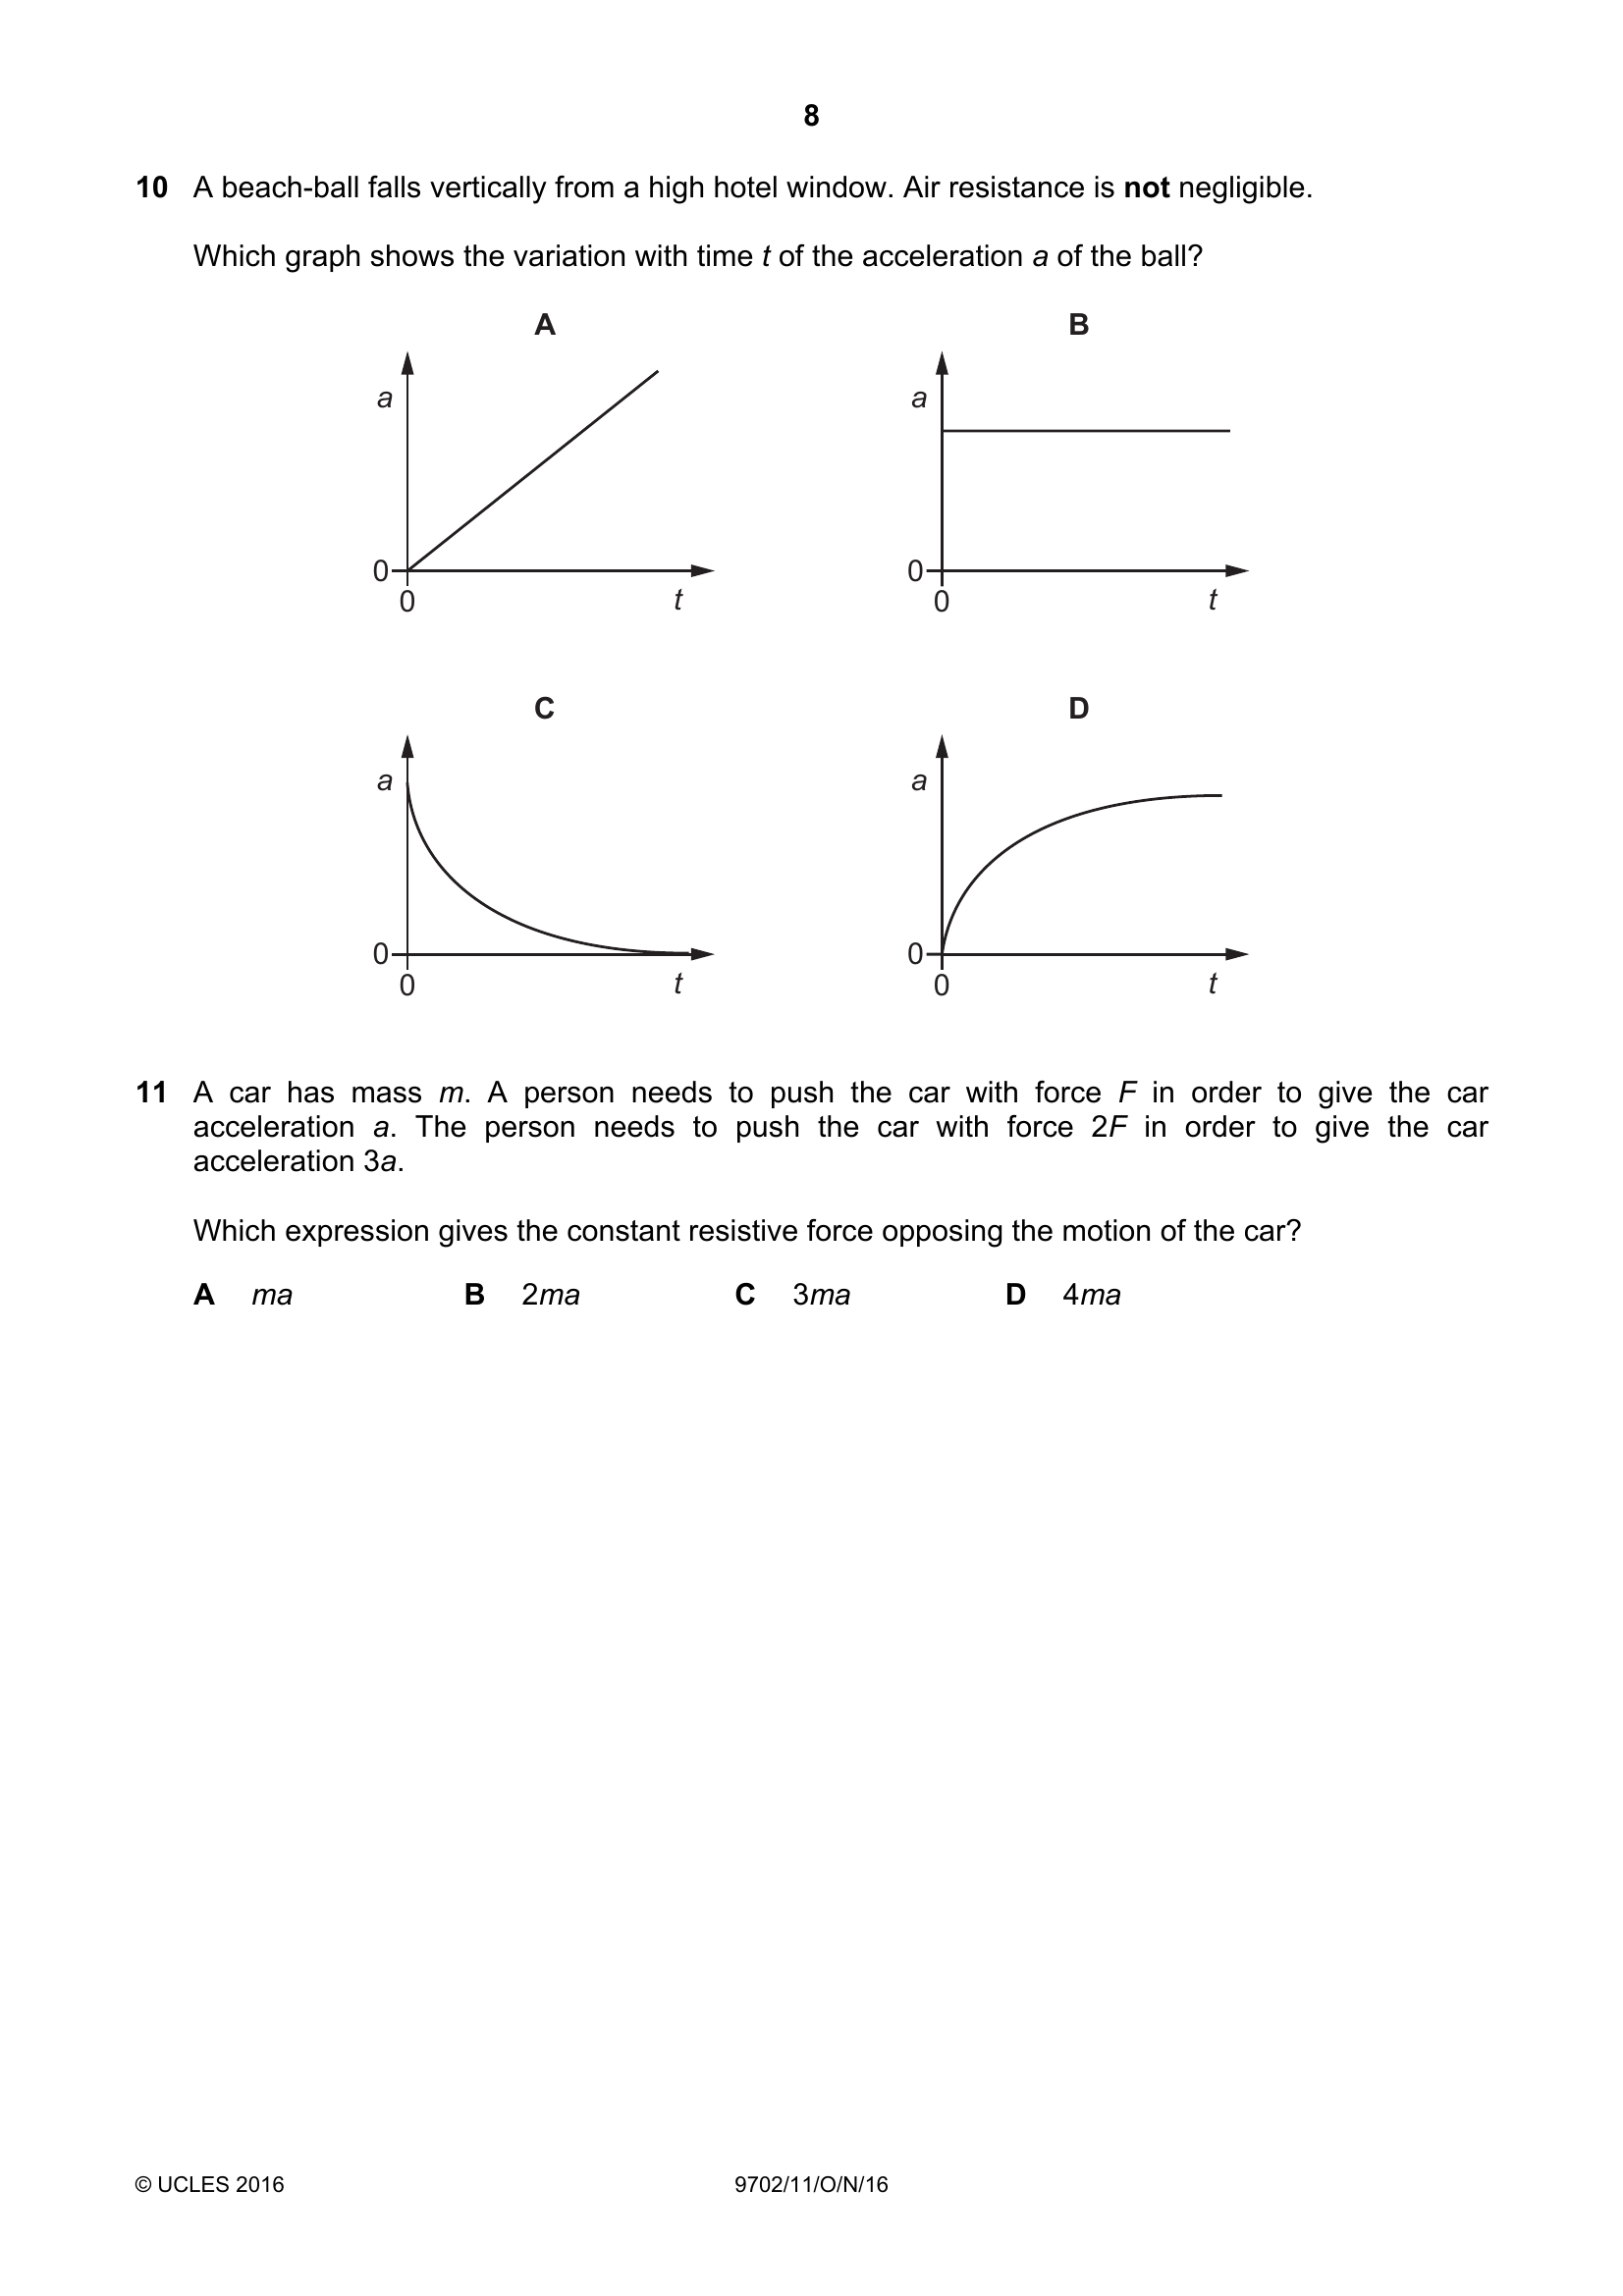 8
10 A beach-ball falls vertically from a high hotel window. Air resistance is not negligible.
Which graph shows the variation with time t of the acceleration a of the ball?
A
a
0
0
t
B
a
0
0
t
C
a
0
0
t
D
a
0
0
t
11 A car has mass m. A person needs to push the car with force F in order to give the car
acceleration a. The person needs to push the car with force 2F in order to give the car
acceleration 3a.
Which expression gives the constant resistive force opposing the motion of the car?
A ma B 2ma C 3ma D 4ma
© UCLES 2016 9702/11/O/N/16